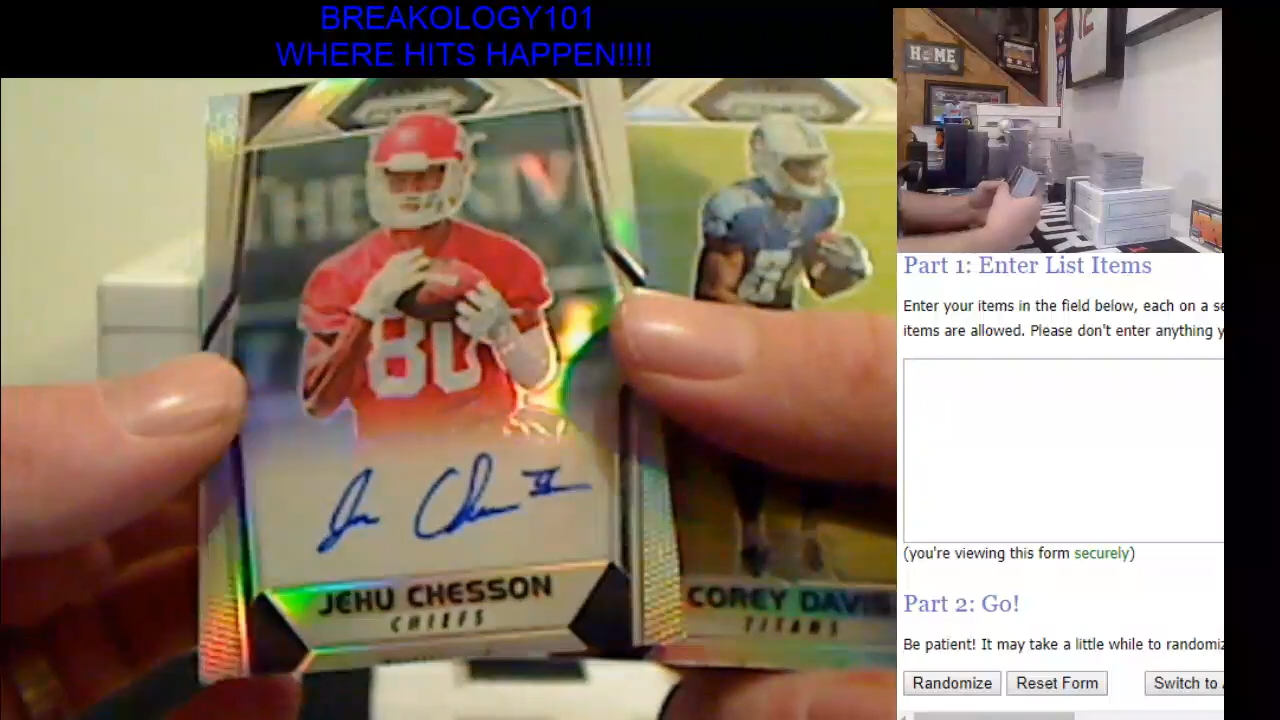 BREAKOLOGY101
WHERE HITS HAPPEN!!!!
HOME
12
80
JEHU CHESSON
CHIEFS
COREY DAVIS
TITANS
Part 1: Enter List Items
Enter your items in the field below, each on a se
items are allowed. Please don't enter anything y
(you're viewing this form securely)
Part 2: Go!
Be patient! It may take a little while to randomiz
Randomize
Reset Form
Switch to